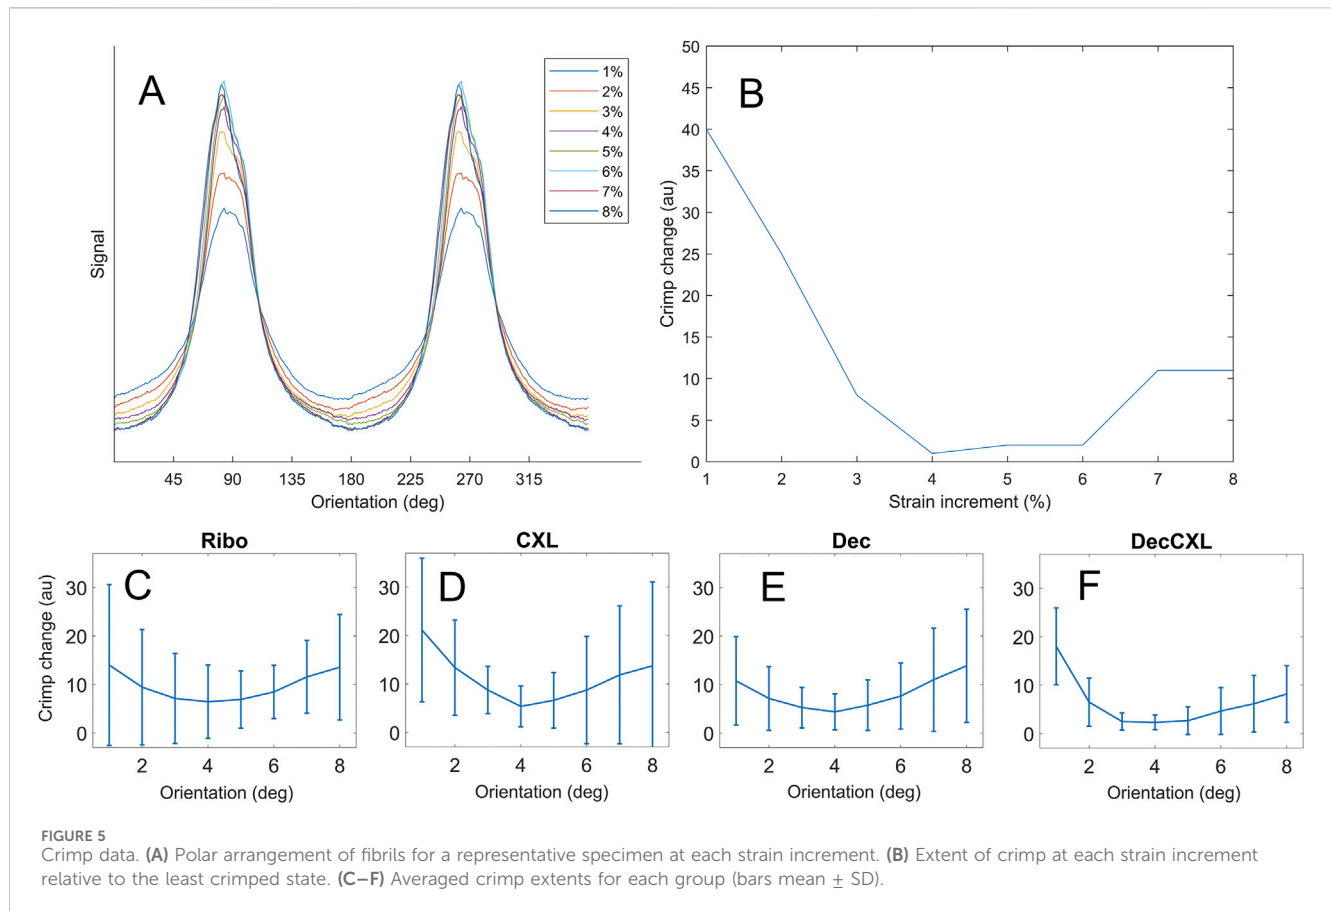 A
Signal
1%
2%
3%
4%
5%
6%
7%
8%
45 90 135 180 225 270 315
Orientation (deg)
B
Crimp change (au)
50
45
40
35
30
25
20
15
10
5
0
1 2 3 4 5 6 7 8
Strain increment (%)
Ribo
C
Crimp change (au)
30
20
10
0
2 4 6 8
Orientation (deg)
CXL
D
30
20
10
0
2 4 6 8
Orientation (deg)
Dec
E
30
20
10
0
2 4 6 8
Orientation (deg)
DecCXL
F
30
20
10
0
2 4 6 8
Orientation (deg)
FIGURE 5
Crimp data. (A) Polar arrangement of fibrils for a representative specimen at each strain increment. (B) Extent of crimp at each strain increment
relative to the least crimped state. (C–F) Averaged crimp extents for each group (bars mean ± SD).